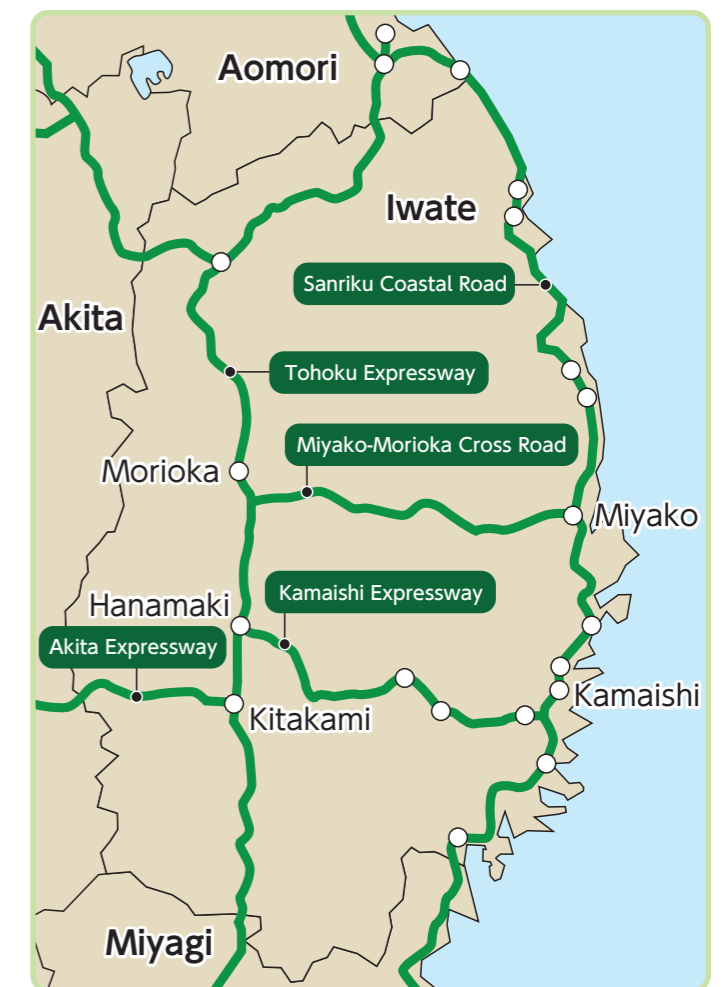 Aomori
Iwate
Sanriku Coastal Road
Akita
Tohoku Expressway
Miyako-Morioka Cross Road
Morioka
Miyako
Kamaishi Expressway
Hanamaki
Akita Expressway
Kamaishi
Kitakami
Miyagi